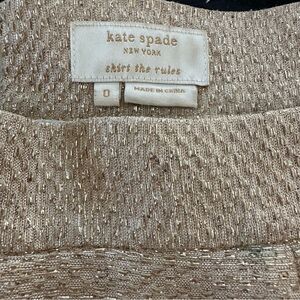 kate spade
NEW YORK
skirt the rules
0
MADE IN CHINA